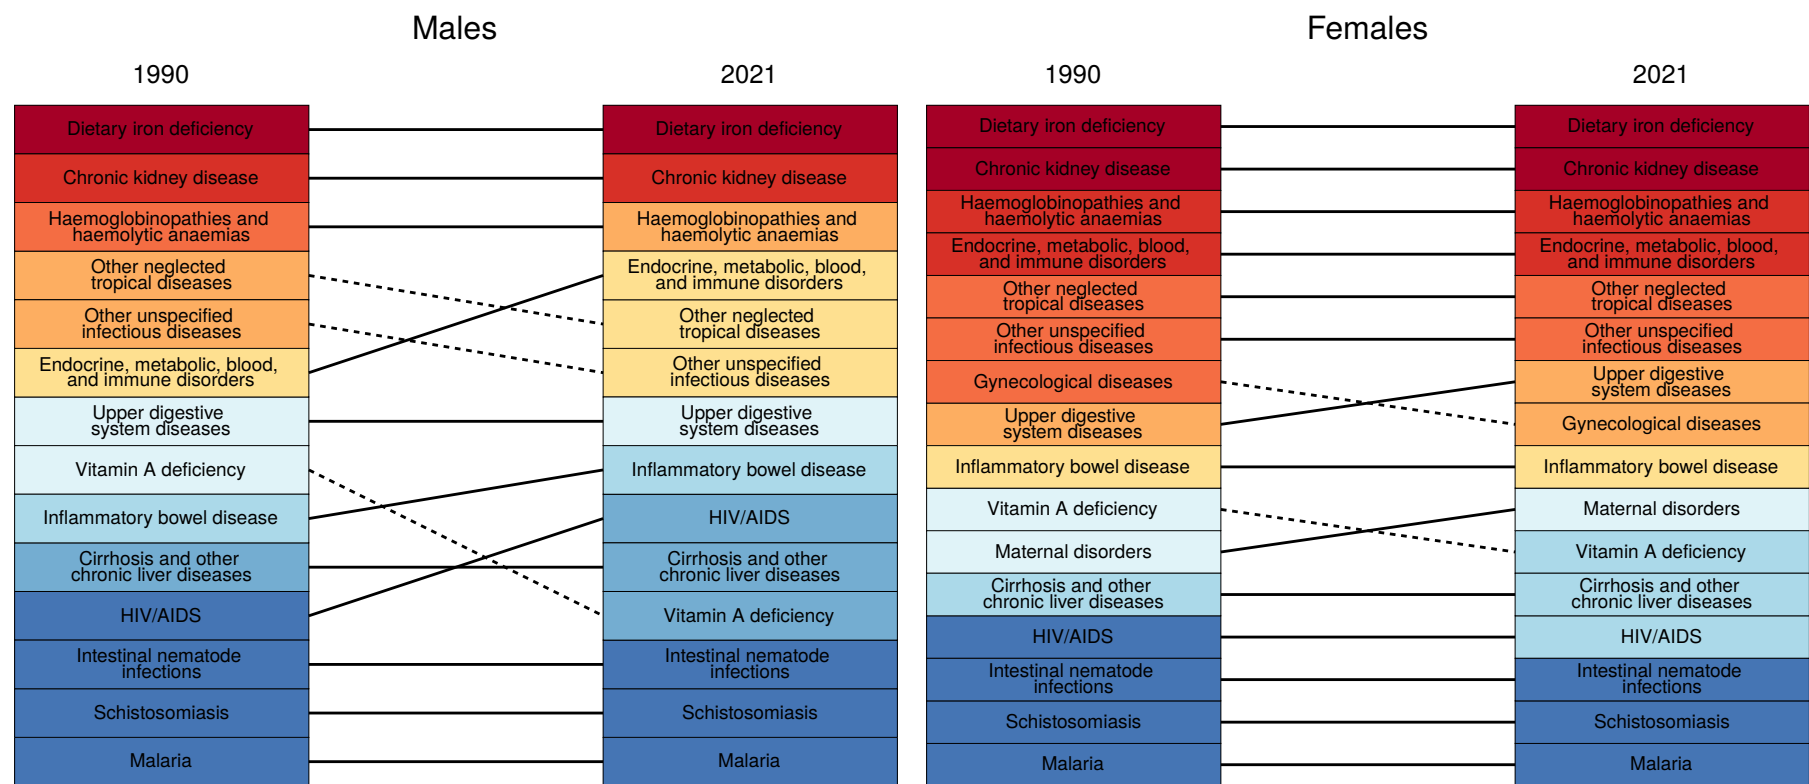 Males
Females
1990
2021
1990
2021
Dietary iron deficiency
Chronic kidney disease
Haemoglobinopathies and
haemolytic anaemias
Other neglected
tropical diseases
Other unspecified
infectious diseases
Endocrine, metabolic, blood,
and immune disorders
Upper digestive
system diseases
Vitamin A deficiency
Inflammatory bowel disease
Cirrhosis and other
chronic liver diseases
HIV/AIDS
Intestinal nematode
infections
Schistosomiasis
Malaria
Dietary iron deficiency
Chronic kidney disease
Haemoglobinopathies and
haemolytic anaemias
Endocrine, metabolic, blood,
and immune disorders
Other neglected
tropical diseases
Other unspecified
infectious diseases
Upper digestive
system diseases
Inflammatory bowel disease
HIV/AIDS
Cirrhosis and other
chronic liver diseases
Vitamin A deficiency
Intestinal nematode
infections
Schistosomiasis
Malaria
Dietary iron deficiency
Chronic kidney disease
Haemoglobinopathies and
haemolytic anaemias
Endocrine, metabolic, blood,
and immune disorders
Other neglected
tropical diseases
Other unspecified
infectious diseases
Gynecological diseases
Upper digestive
system diseases
Inflammatory bowel disease
Vitamin A deficiency
Maternal disorders
Cirrhosis and other
chronic liver diseases
HIV/AIDS
Intestinal nematode
infections
Schistosomiasis
Malaria
Dietary iron deficiency
Chronic kidney disease
Haemoglobinopathies and
haemolytic anaemias
Endocrine, metabolic, blood,
and immune disorders
Other neglected
tropical diseases
Other unspecified
infectious diseases
Upper digestive
system diseases
Gynecological diseases
Inflammatory bowel disease
Maternal disorders
Vitamin A deficiency
Cirrhosis and other
chronic liver diseases
HIV/AIDS
Intestinal nematode
infections
Schistosomiasis
Malaria